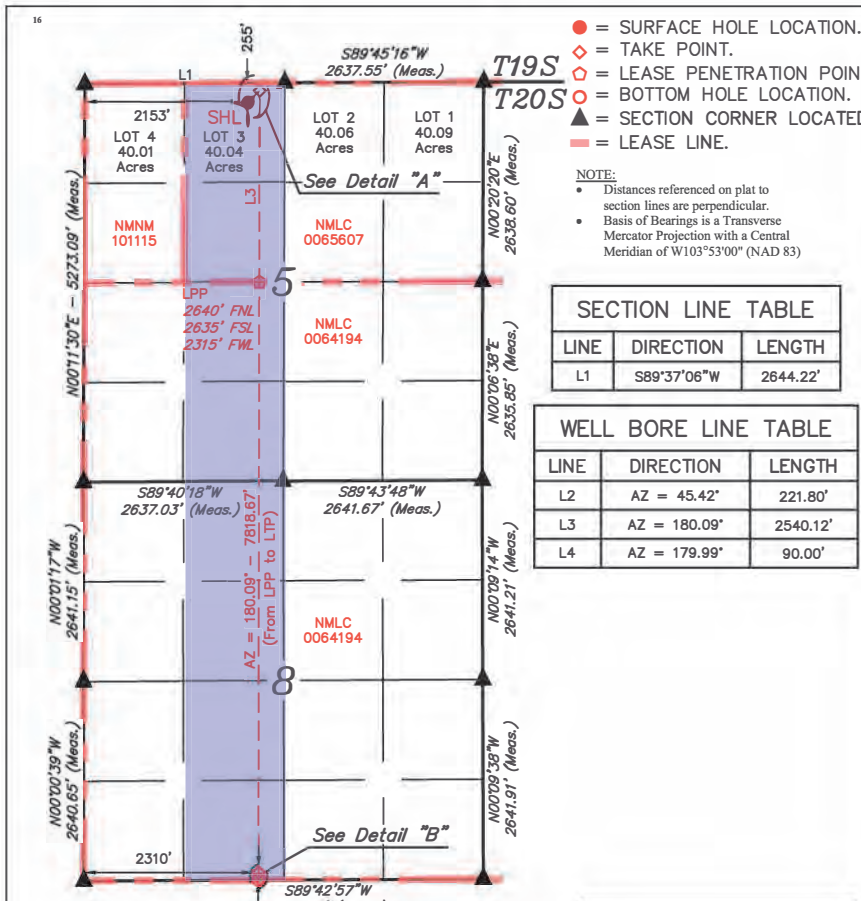 16
255'
S89°45'16"W
2637.55' (Meas.)
T19S
T20S
= SURFACE HOLE LOCATION.
= TAKE POINT.
= LEASE PENETRATION POIN
= BOTTOM HOLE LOCATION.
= SECTION CORNER LOCATED
= LEASE LINE.
NOTE:
• Distances referenced on plat to
section lines are perpendicular.
• Basis of Bearings is a Transverse
Mercator Projection with a Central
Meridian of W103°53'00" (NAD 83)
L1
2153'
SHL
LOT 4
40.01
Acres
LOT 3
40.04
Acres
LOT 2
40.06
Acres
LOT 1
40.09
Acres
See Detail "A"
L3
NMNM
101115
NMLC
0065607
N00°11'30"E - 5273.09' (Meas.)
N00°20'20"E
2638.60' (Meas.)
5
LPP
2640' FNL
2635' FSL
2315' FWL
NMLC
0064194
N00°06'38"E
2635.85' (Meas.)
SECTION LINE TABLE
LINE DIRECTION LENGTH
L1 S89°37'06"W 2644.22'
WELL BORE LINE TABLE
LINE DIRECTION LENGTH
L2 AZ = 45.42° 221.80'
L3 AZ = 180.09° 2540.12'
L4 AZ = 179.99° 90.00'
S89°40'18"W
2637.03' (Meas.)
S89°43'48"W
2641.67' (Meas.)
N00°01'47"W
2641.15' (Meas.)
AZ = 180.09° - 7818.67'
(From LPP to LTP)
N00°09'14"W
2641.21' (Meas.)
NMLC
0064194
8
N00°00'39"W
2640.65' (Meas.)
N00°09'38"W
2641.91' (Meas.)
See Detail "B"
2310'
S89°42'57"W